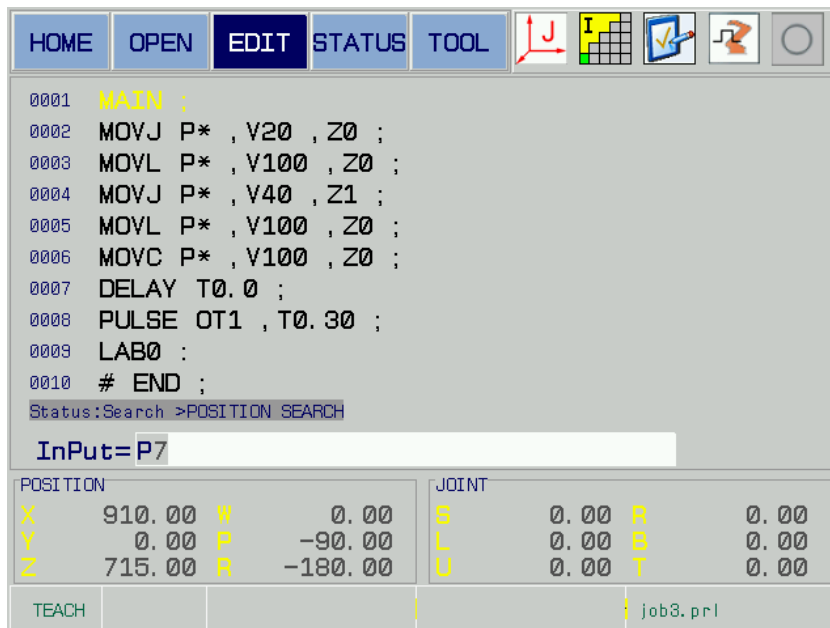 HOME OPEN EDIT STATUS TOOL J I
0001 MAIN ;
0002 MOVJ P* ,V20 ,Z0 ;
0003 MOVL P* ,V100 ,Z0 ;
0004 MOVJ P* ,V40 ,Z1 ;
0005 MOVL P* ,V100 ,Z0 ;
0006 MOVC P* ,V100 ,Z0 ;
0007 DELAY T0.0 ;
0008 PULSE OT1 ,T0.30 ;
0009 LAB0 :
0010 # END ;
Status:Search >POSITION SEARCH
InPut=P7
POSITION JOINT
X 910.00 W 0.00 S 0.00 R 0.00
Y 0.00 P -90.00 L 0.00 B 0.00
Z 715.00 R -180.00 U 0.00 T 0.00
TEACH job3.prl